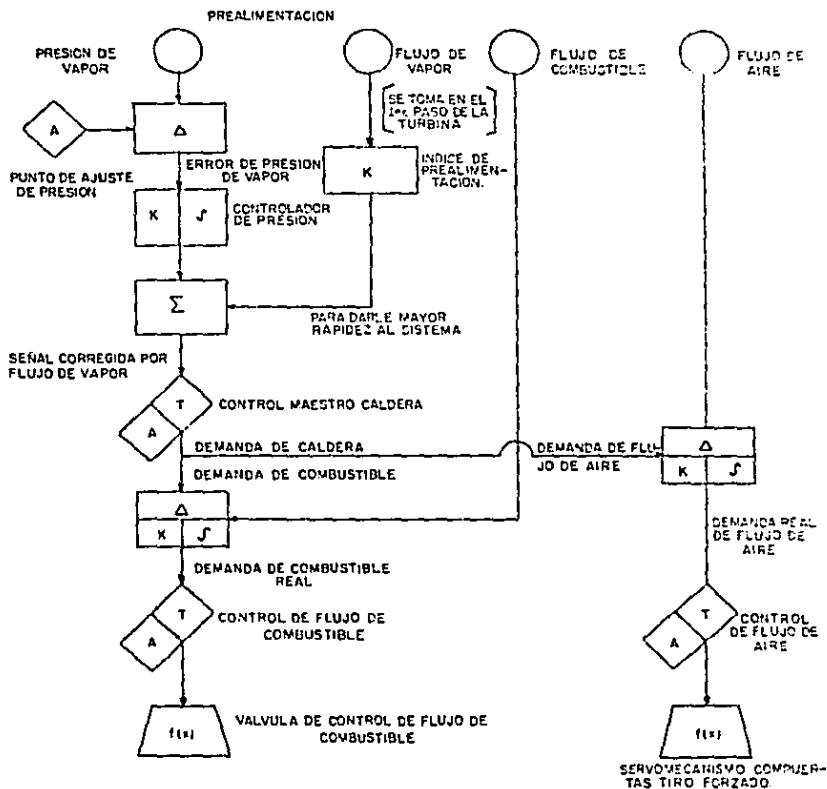 PREALIMENTACION
PRESION DE
VAPOR
FLUJO DE
VAPOR
FLUJO DE
COMBUSTIBLE
FLUJO DE
AIRE
SE TOMA EN EL
1er. PASO DE LA
TURBINA
A
Δ
PUNTO DE AJUSTE
DE PRESION
ERROR DE PRESION
DE VAPOR
K
INDICE DE
PREALIMEN-
TACION.
K ∫
CONTROLADOR
DE PRESION
Σ
PARA DARLE MAYOR
RAPIDEZ AL SISTEMA
SEÑAL CORREGIDA POR
FLUJO DE VAPOR
T
A
CONTROL MAESTRO CALDERA
DEMANDA DE CALDERA
DEMANDA DE FLU-
JO DE AIRE
Δ
K ∫
DEMANDA DE COMBUSTIBLE
Δ
K ∫
DEMANDA REAL
DE FLUJO DE
AIRE
DEMANDA DE COMBUSTIBLE
REAL
T
A
CONTROL DE FLUJO DE
COMBUSTIBLE
T
A
CONTROL
DE FLUJO DE
AIRE
f(x)
VALVULA DE CONTROL DE FLUJO DE
COMBUSTIBLE
f(x)
SERVOMECANISMO COMPUER-
TAS TIRO FORZADO.